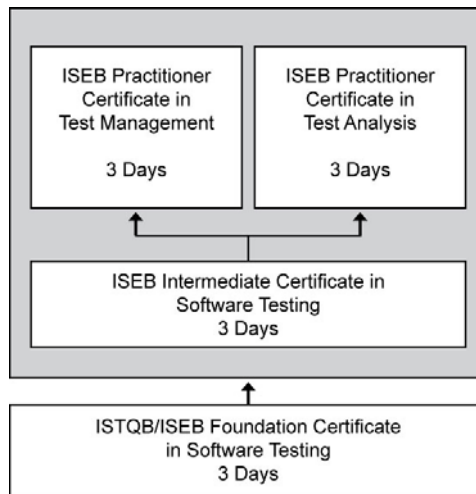 ISEB Practitioner
Certificate in
Test Management
3 Days
ISEB Practitioner
Certificate in
Test Analysis
3 Days
ISEB Intermediate Certificate in
Software Testing
3 Days
ISTQB/ISEB Foundation Certificate
in Software Testing
3 Days